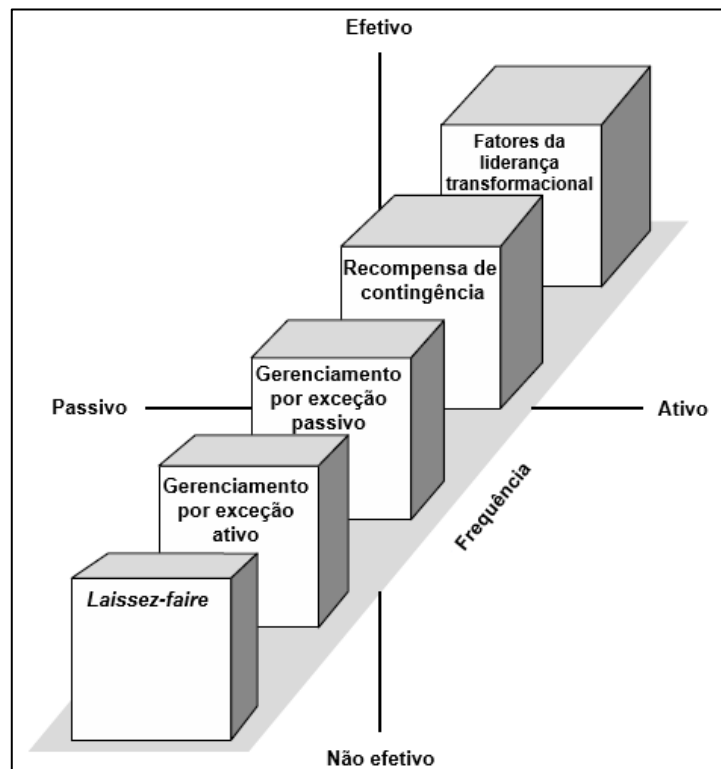 Efetivo
Fatores da
liderança
transformacional
Recompensa de
contingência
Gerenciamento
por exceção
passivo
Passivo
Ativo
Gerenciamento
por exceção
ativo
Frequência
Laissez-faire
Não efetivo